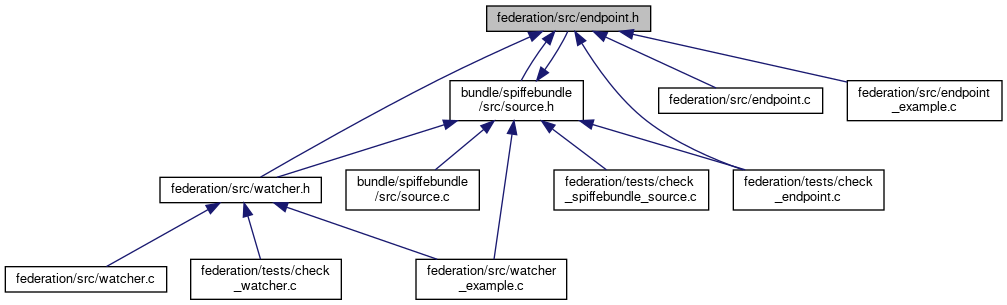 federation/src/endpoint.h
bundle/spiffebundle
/src/source.h
federation/src/endpoint.c
federation/src/endpoint
_example.c
federation/src/watcher.h
bundle/spiffebundle
/src/source.c
federation/tests/check
_spiffebundle_source.c
federation/tests/check
_endpoint.c
federation/src/watcher.c
federation/tests/check
_watcher.c
federation/src/watcher
_example.c